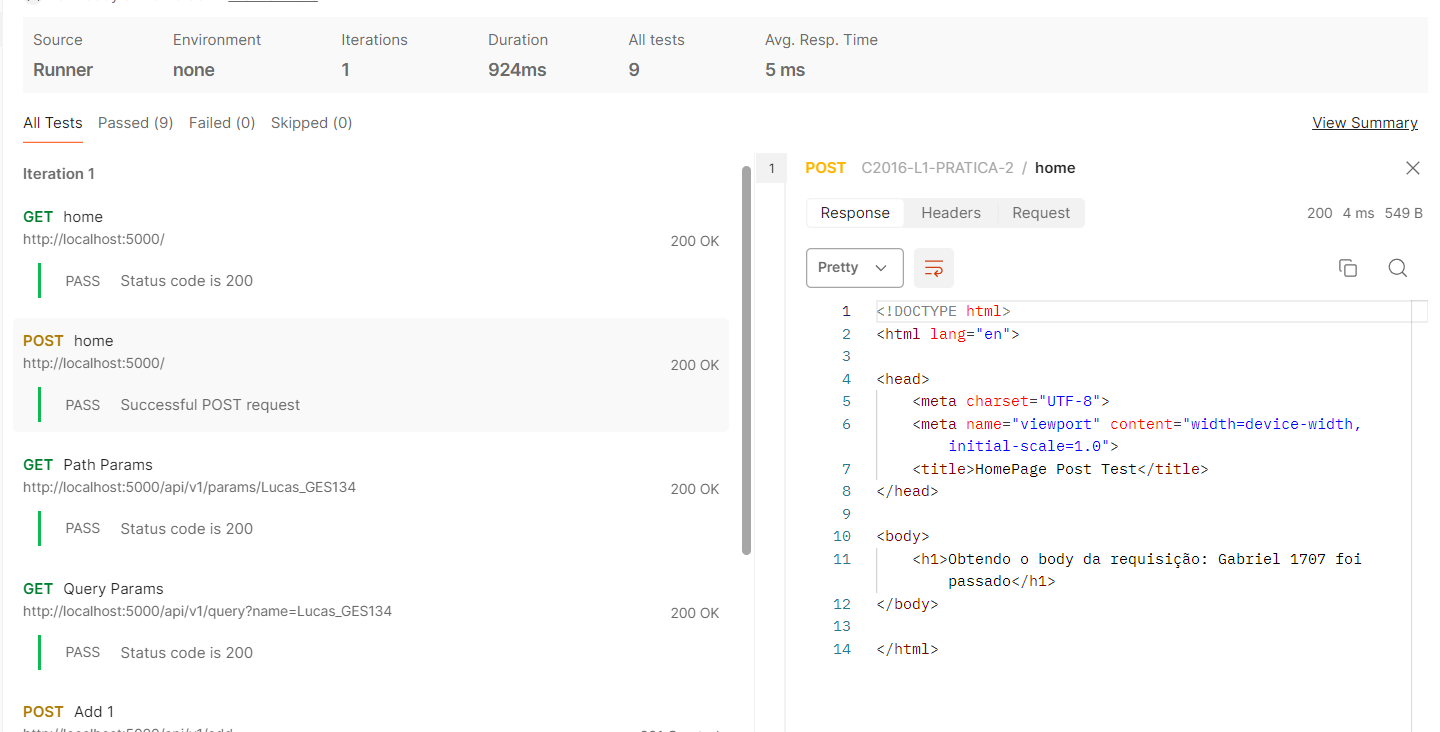 Source Environment Iterations Duration All tests Avg. Resp. Time
Runner none 1 924ms 9 5 ms
All Tests Passed (9) Failed (0) Skipped (0) View Summary
Iteration 1
GET home
http://localhost:5000/
200 OK
PASS Status code is 200
POST home
http://localhost:5000/
200 OK
PASS Successful POST request
GET Path Params
http://localhost:5000/api/v1/params/Lucas_GES134
200 OK
PASS Status code is 200
GET Query Params
http://localhost:5000/api/v1/query?name=Lucas_GES134
200 OK
PASS Status code is 200
POST Add 1
http://localhost:5000/api/v1/add
1
POST C2016-L1-PRATICA-2 / home
Response Headers Request 200 4 ms 549 B
Pretty
1 <!DOCTYPE html>
2 <html lang="en">
3
4 <head>
5 <meta charset="UTF-8">
6 <meta name="viewport" content="width=device-width,
initial-scale=1.0">
7 <title>HomePage Post Test</title>
8 </head>
9
10 <body>
11 <h1>Obtendo o body da requisição: Gabriel 1707 foi
passado</h1>
12 </body>
13
14 </html>